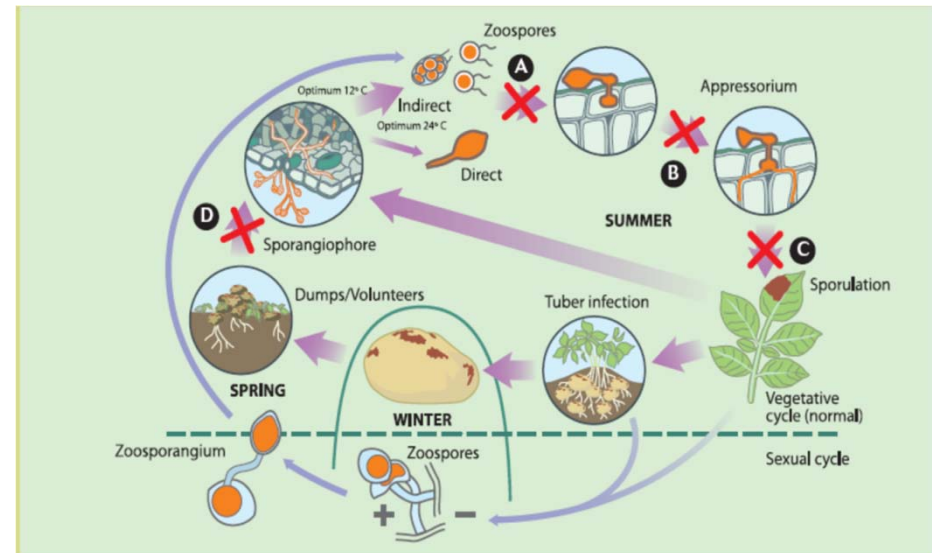 Zoospores
A
Appressorium
Optimum 12º C
Indirect
Optimum 24º C
Direct
B
SUMMER
D
Sporangiophore
C
Sporulation
Dumps/Volunteers
Tuber infection
SPRING
WINTER
Vegetative
cycle (normal)
Zoosporangium
Zoospores
Sexual cycle
+ −